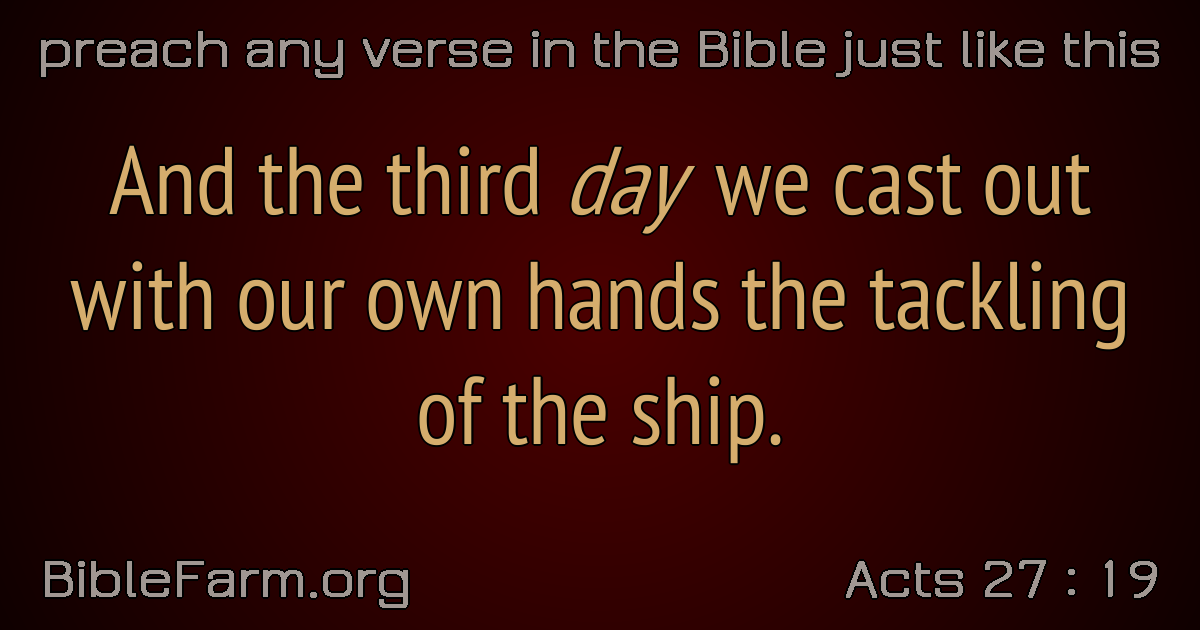 preach any verse in the Bible just like this
And the third day we cast out
with our own hands the tackling
of the ship.
BibleFarm.org
Acts 27 : 19